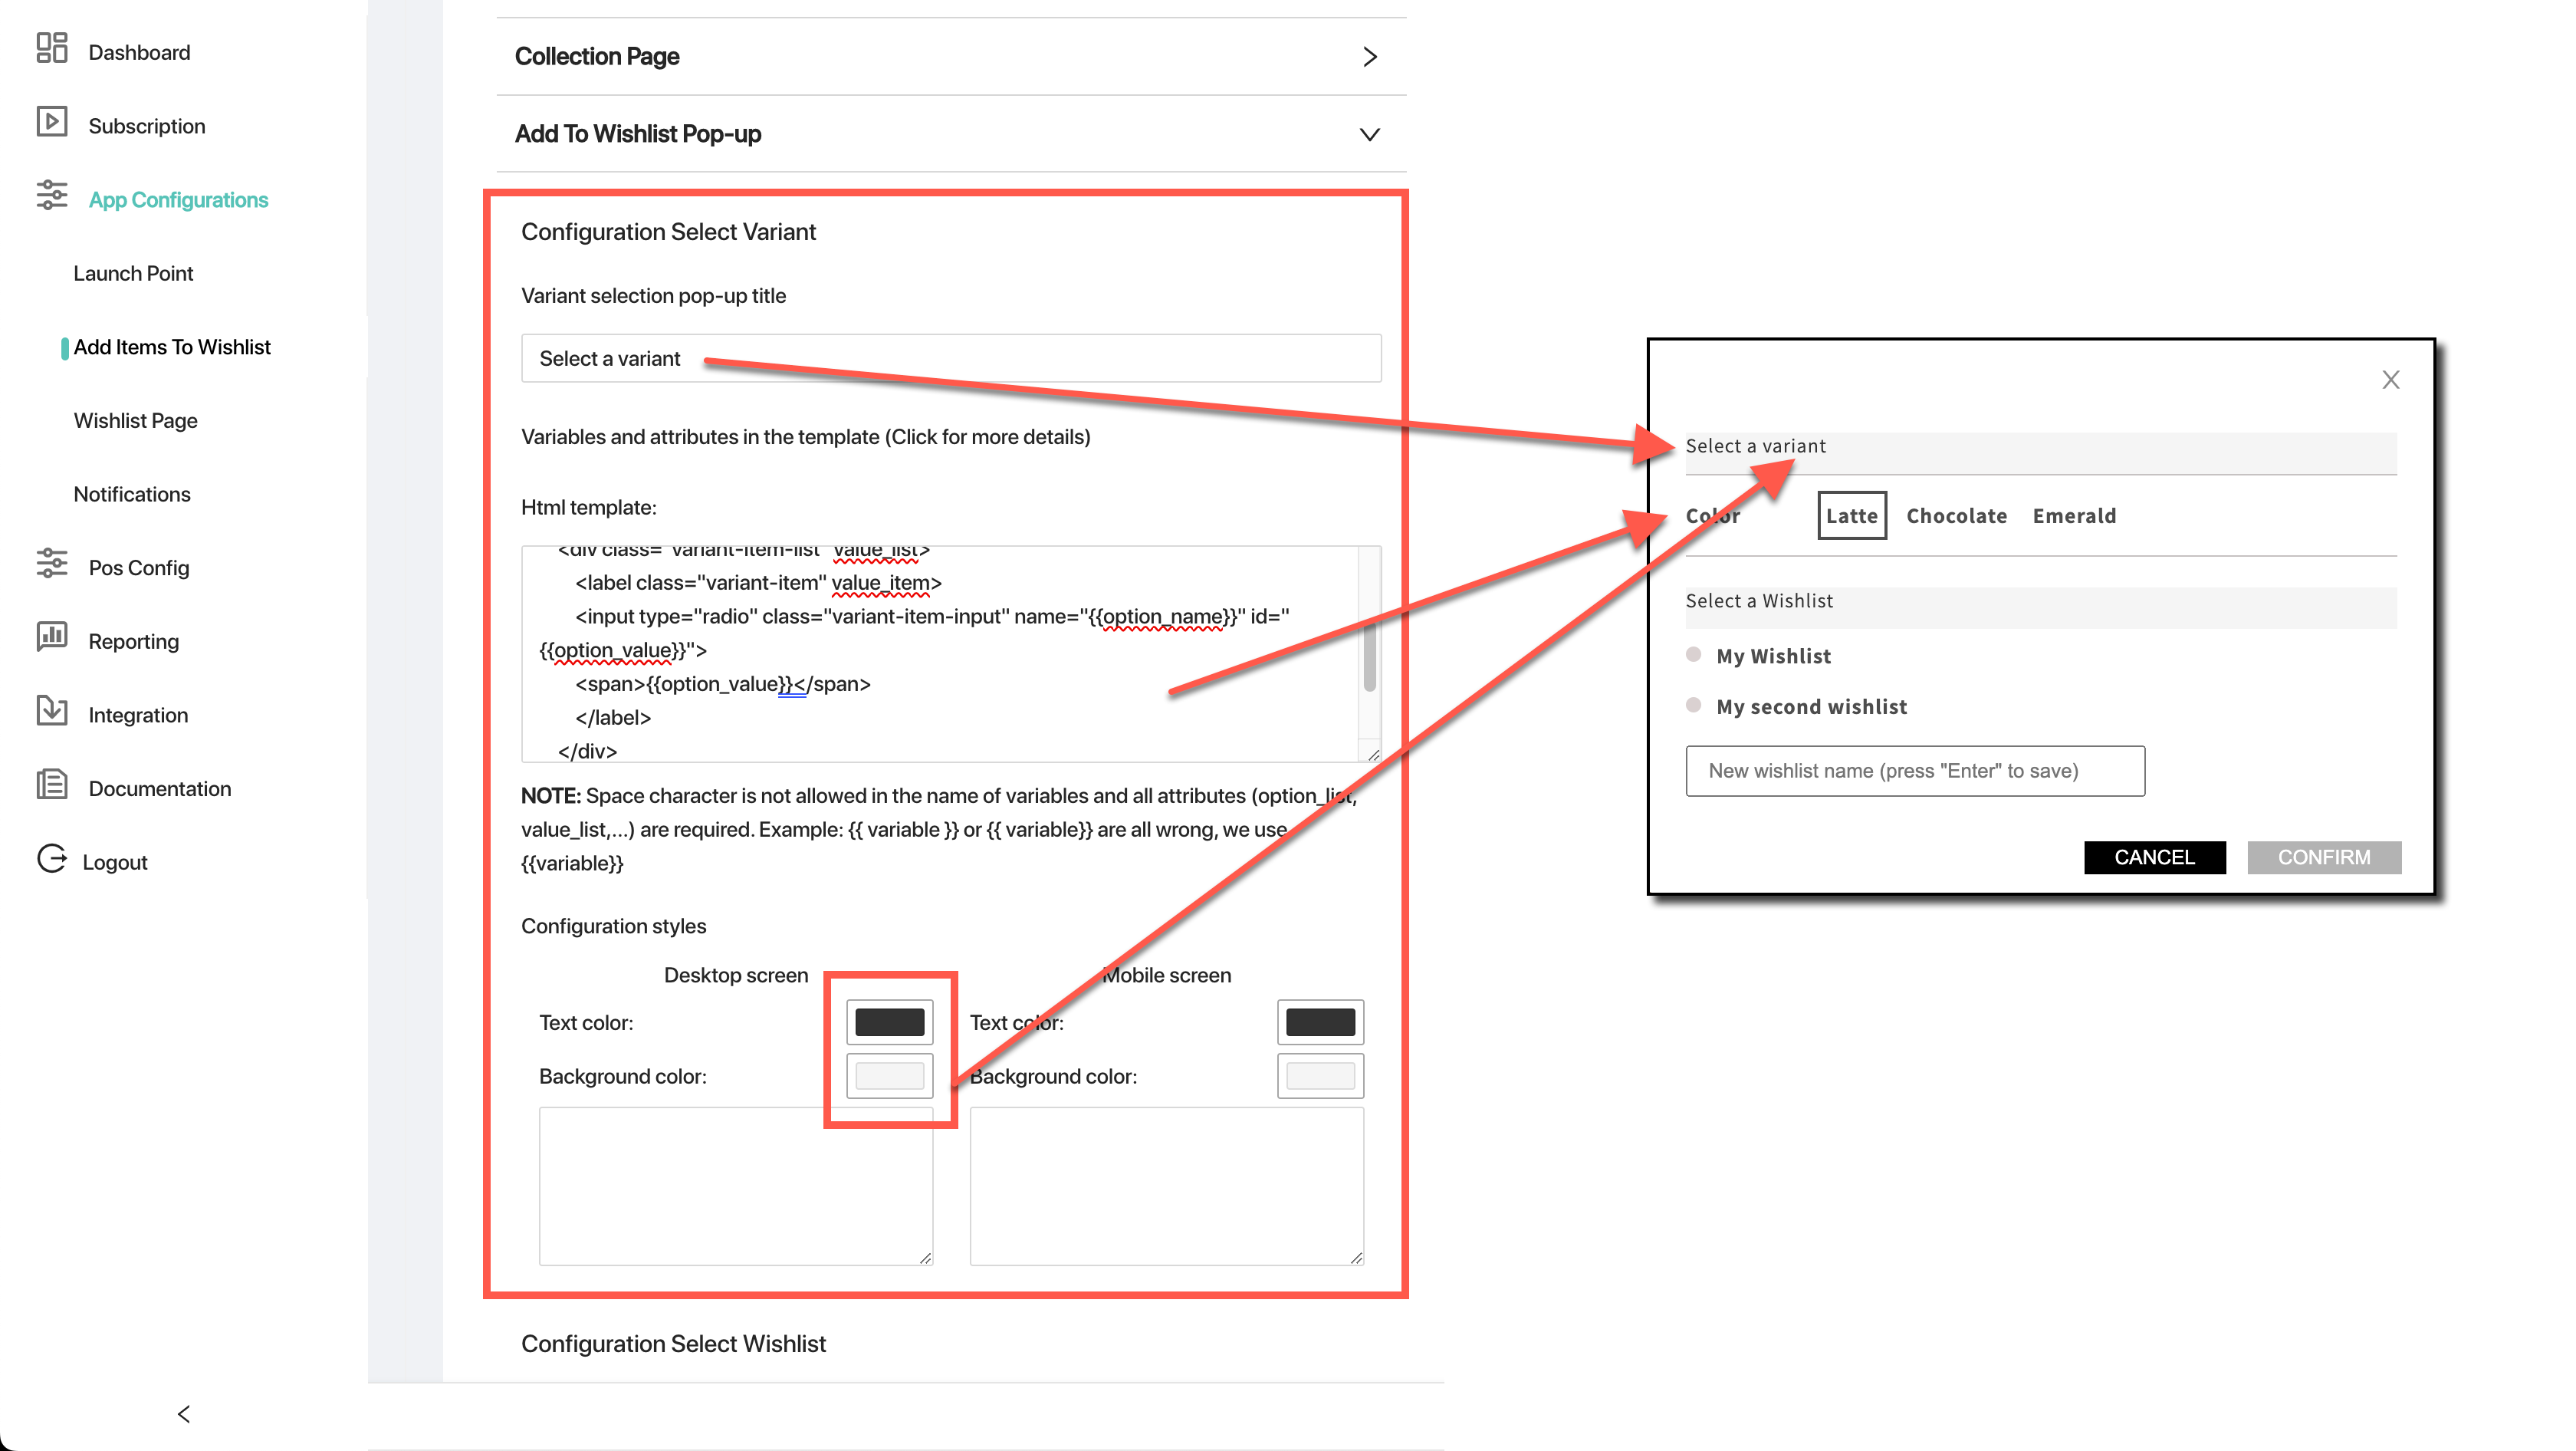 Dashboard
Subscription
App Configurations
Launch Point
Add Items To Wishlist
Wishlist Page
Notifications
Pos Config
Reporting
Integration
Documentation
Logout
Collection Page
Add To Wishlist Pop-up
Configuration Select Variant
Variant selection pop-up title
Select a variant
Variables and attributes in the template (Click for more details)
Html template:
<div class="variant-item-list" value_list>
<label class="variant-item" value_item>
<input type="radio" class="variant-item-input" name="{{option_name}}" id="
{{option_value}}">
<span>{{option_value}}</span>
</label>
</div>
NOTE: Space character is not allowed in the name of variables and all attributes (option_list,
value_list,...) are required. Example: {{ variable }} or {{ variable}} are all wrong, we use
{{variable}}
Configuration styles
Desktop screen
Text color:
Background color:
Mobile screen
Text color:
Background color:
Configuration Select Wishlist
X
Select a variant
Color Latte Chocolate Emerald
Select a Wishlist
My Wishlist
My second wishlist
New wishlist name (press "Enter" to save)
CANCEL CONFIRM